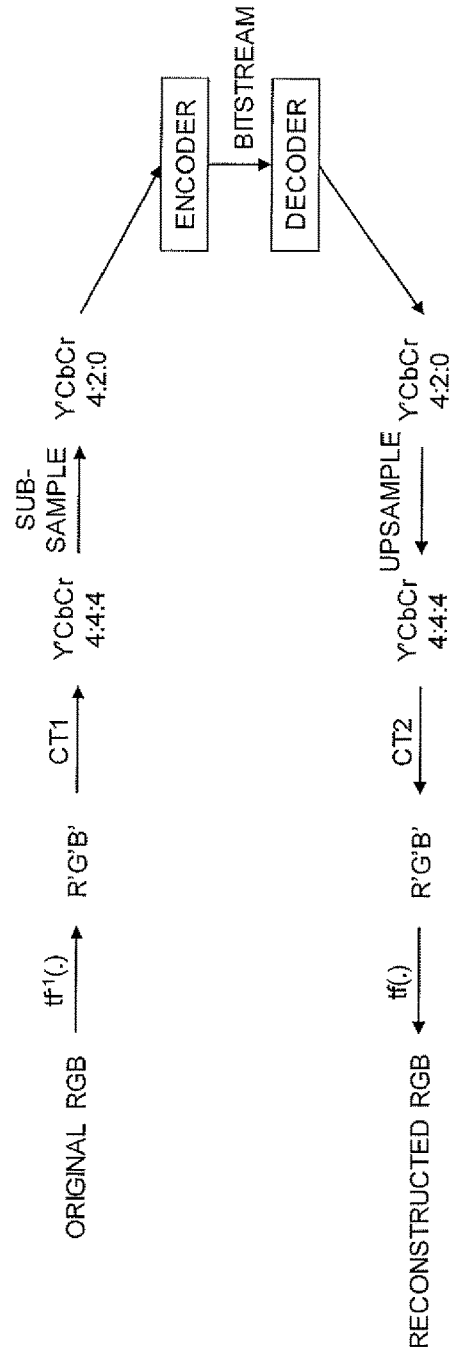 ORIGINAL RGB
tf⁻¹(.)
R'G'B'
CT1
Y'CbCr
4:4:4
SUB-
SAMPLE
Y'CbCr
4:2:0
ENCODER
BITSTREAM
DECODER
Y'CbCr
4:2:0
UPSAMPLE
Y'CbCr
4:4:4
CT2
R'G'B'
tf(.)
RECONSTRUCTED RGB